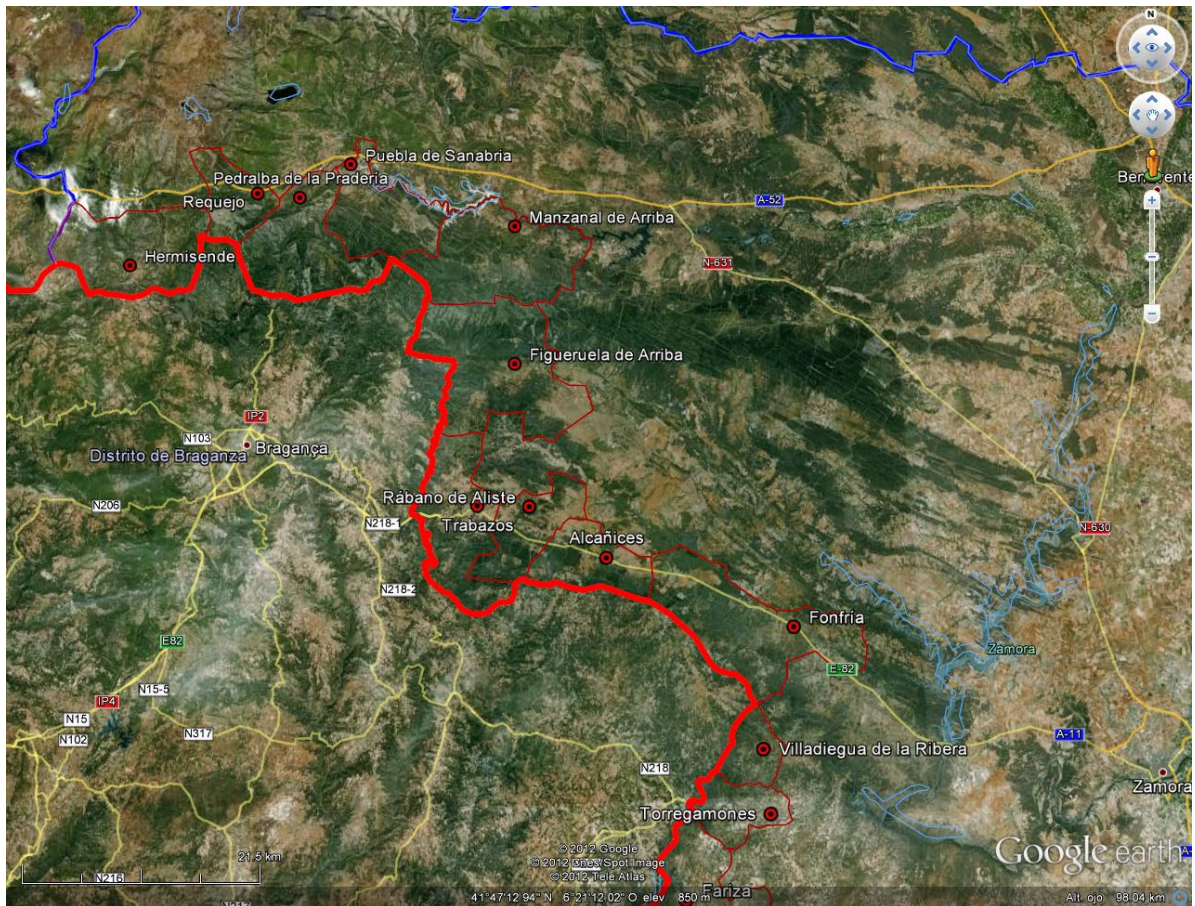 N
Puebla de Sanabria
Pedralba de la Pradería
Requejo
Manzanal de Arriba
A-52
Hermisende
N-631
Figueruela de Arriba
IP2
N103
Bragança
Distrito de Braganza
N206
Rábano de Aliste
N218-1
Trabazos
N-630
Alcañices
N218-2
Fonfría
E82
Zamora
E-82
N15-5
IP4
N15
N317
N102
A-11
Villadiegua de la Ribera
N218
Zamora
Torregamones
© 2012 Google
© 2012 Cnes/Spot Image
© 2012 Tele Atlas
Google earth
21.5 km
N216
Fariza
41°47'12.94" N 6°21'12.02" O elev 850 m
Alt. ojo 98.04 km